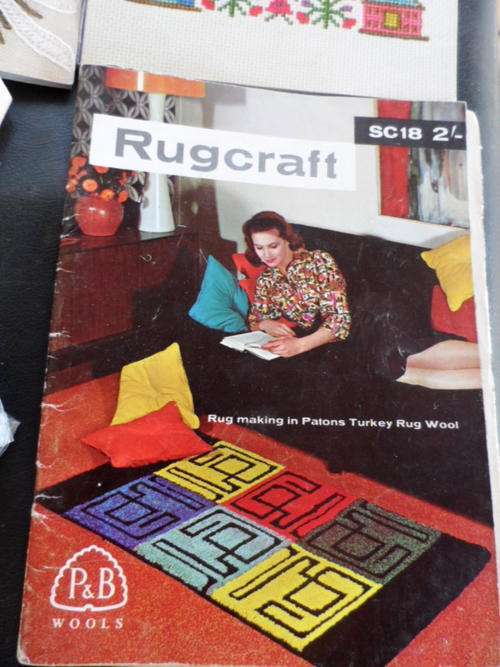 SC18 2/-
Rugcraft
Rug making in Patons Turkey Rug Wool
P&B
WOOLS